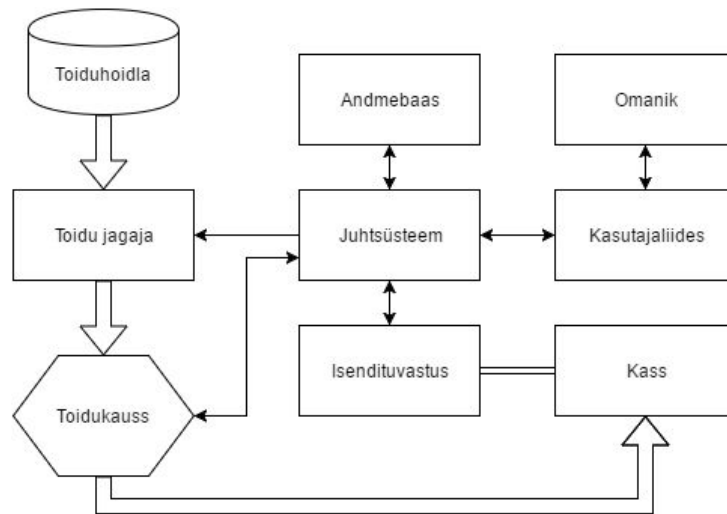 Toiduhoidla
Andmebaas
Omanik
Toidu jagaja
Juhtsüsteem
Kasutajaliides
Isendituvastus
Kass
Toidukauss